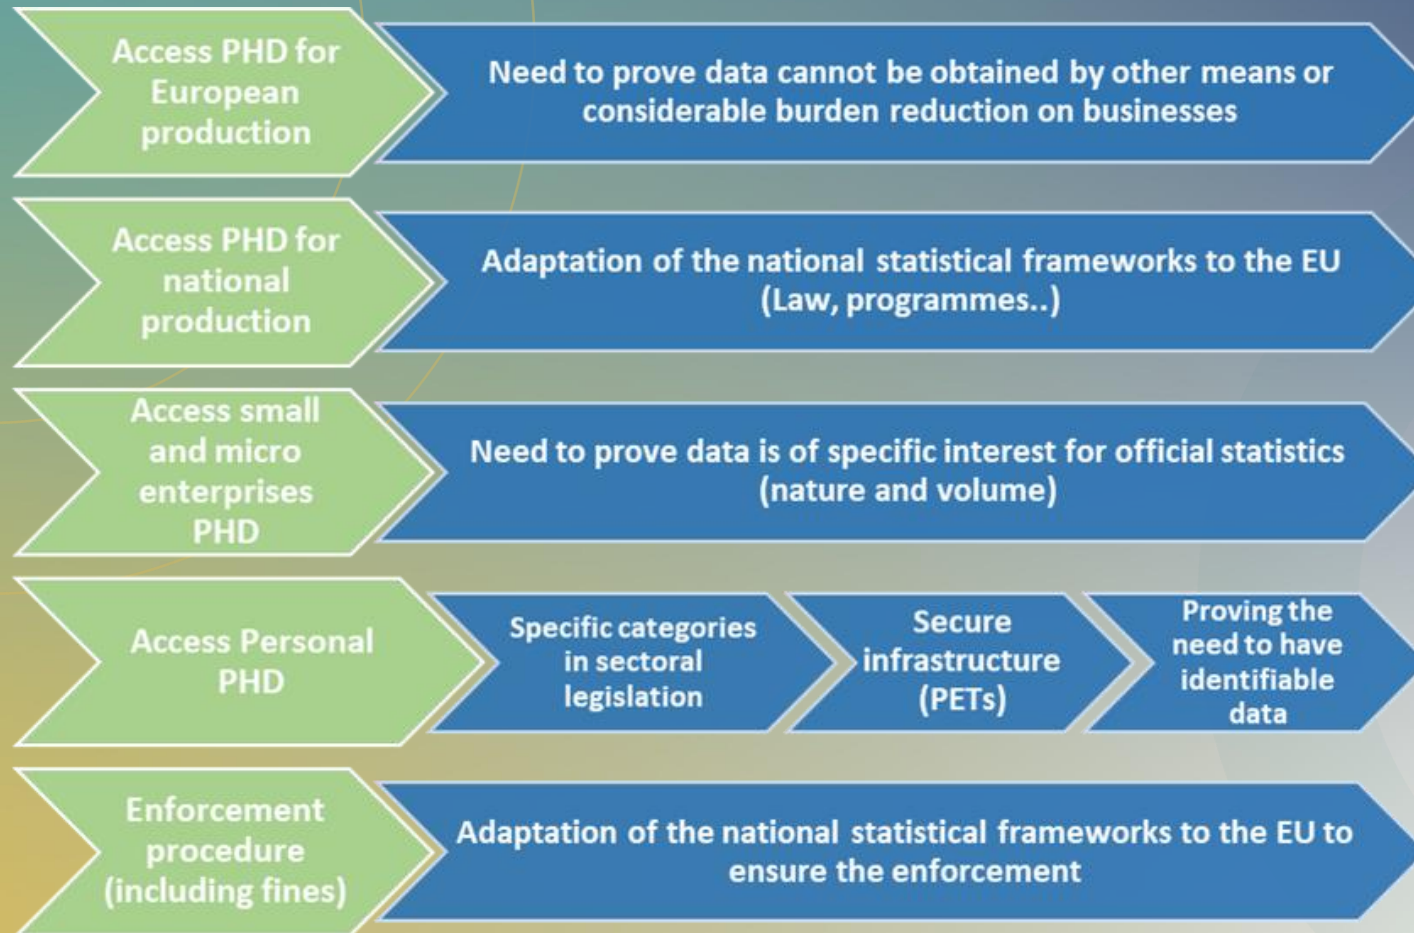 Access PHD for
European
production
Need to prove data cannot be obtained by other means or
considerable burden reduction on businesses
Access PHD for
national
production
Adaptation of the national statistical frameworks to the EU
(Law, programmes..)
Access small
and micro
enterprises
PHD
Need to prove data is of specific interest for official statistics
(nature and volume)
Access Personal
PHD
Specific categories
in sectoral
legislation
Secure
infrastructure
(PETs)
Proving the
need to have
identifiable
data
Enforcement
procedure
(including fines)
Adaptation of the national statistical frameworks to the EU to
ensure the enforcement